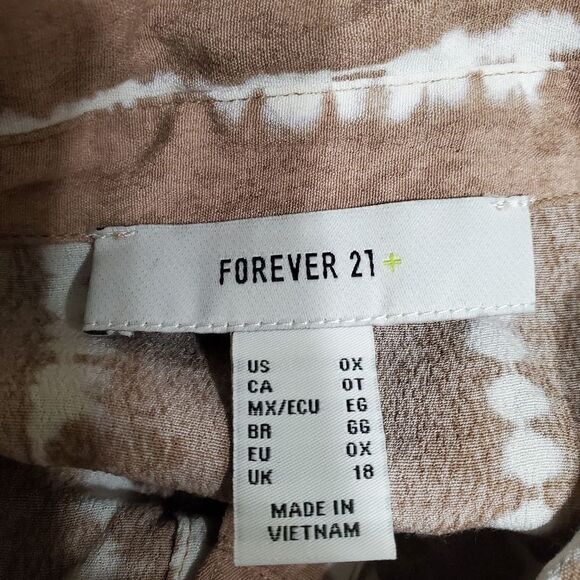 FOREVER 21+
US 0X
CA 0T
MX/ECU EG
BR GG
EU 0X
UK 18
MADE IN
VIETNAM